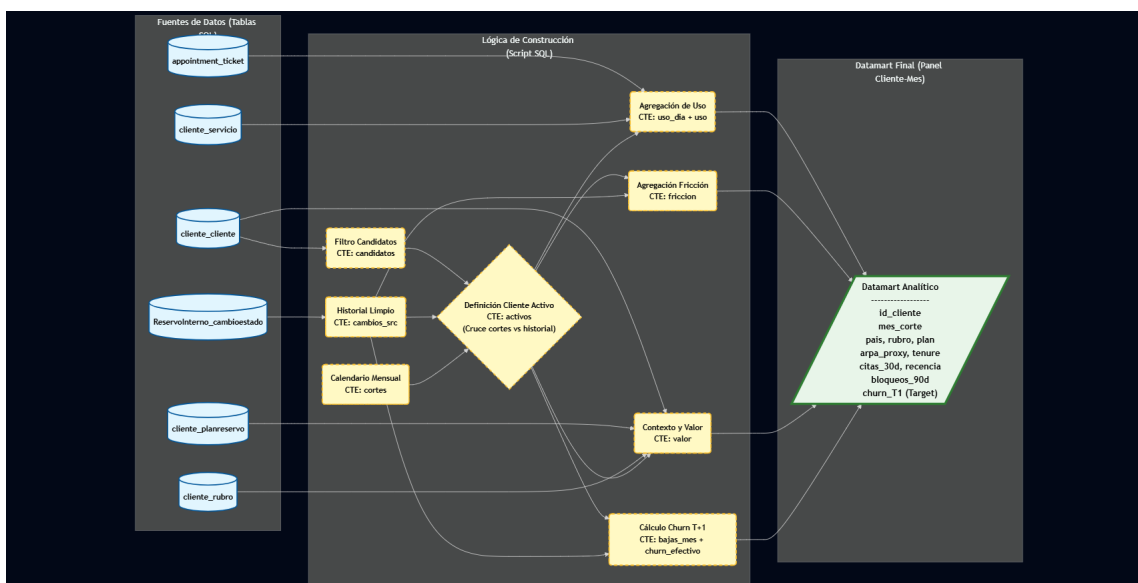 Fuentes de Datos (Tablas
SQL)
appointment_ticket
cliente_servicio
cliente_cliente
ReservoInterno_cambioestado
cliente_planreservo
cliente_rubro
Lógica de Construcción
(Script SQL)
Filtro Candidatos
CTE: candidatos
Historial Limpio
CTE: cambios_src
Calendario Mensual
CTE: cortes
Definición Cliente Activo
CTE: activos
(Cruce cortes vs historial)
Agregación de Uso
CTE: uso_dia + uso
Agregación Fricción
CTE: friccion
Contexto y Valor
CTE: valor
Cálculo Churn T+1
CTE: bajas_mes +
churn_efectivo
Datamart Final (Panel
Cliente-Mes)
Datamart Analítico
------------------
id_cliente
mes_corte
pais, rubro, plan
arpa_proxy, tenure
citas_30d, recencia
bloqueos_90d
churn_T1 (Target)